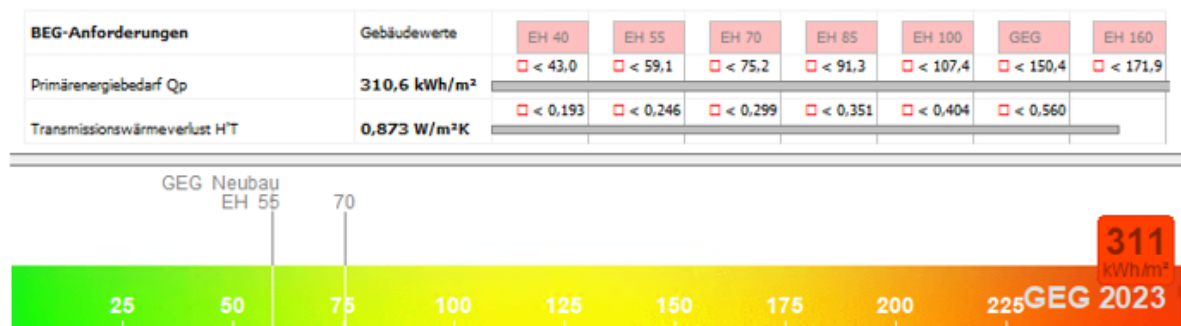 BEG-Anforderungen Gebäudewerte EH 40 EH 55 EH 70 EH 85 EH 100 GEG EH 160
< 43,0 < 59,1 < 75,2 < 91,3 < 107,4 < 150,4 < 171,9
Primärenergiebedarf Qp 310,6 kWh/m²
< 0,193 < 0,246 < 0,299 < 0,351 < 0,404 < 0,560
Transmissionswärmeverlust H'T 0,873 W/m²K
GEG Neubau
EH 55 70
311
kWh/m²
25 50 75 100 125 150 175 200 225 GEG 2023